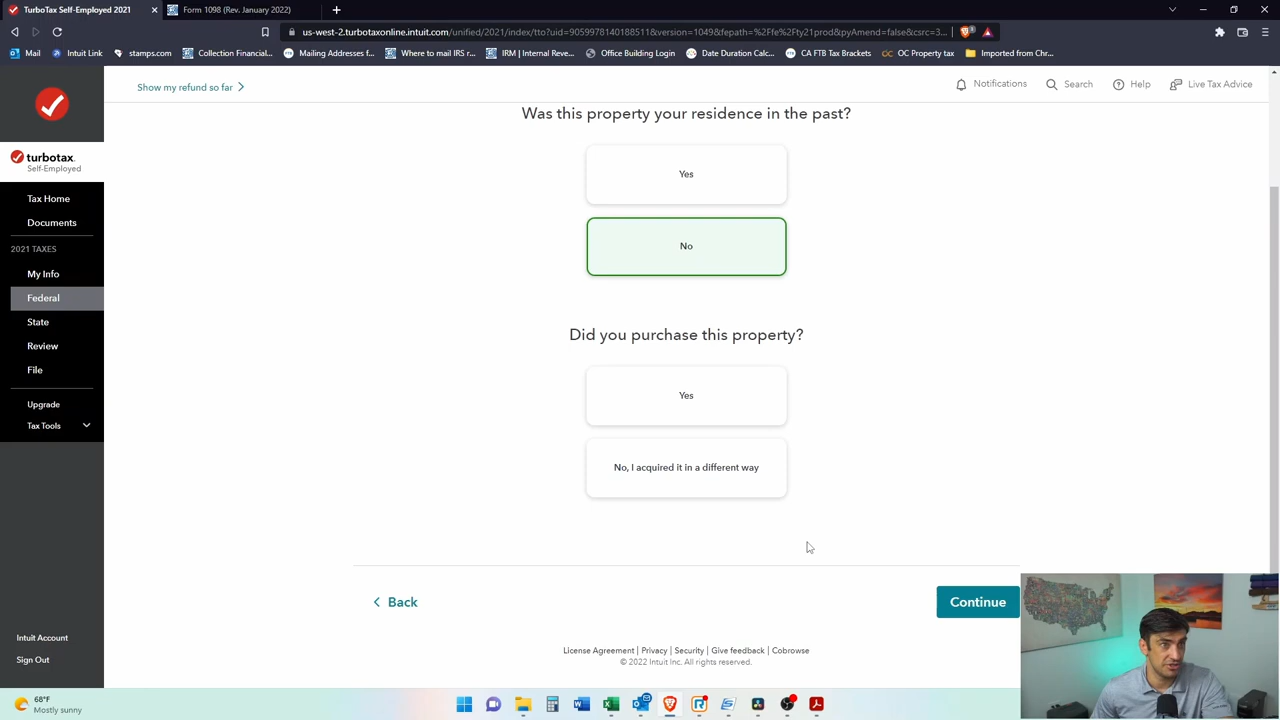 TurboTax Self-Employed 2021
Form 1098 (Rev. January 2022)
us-west-2.turbotaxonline.intuit.com/unified/2021/index/tto?uid=9059978140188511&version=1049&fepath=%2ffe%2fty21prod&pyAmend=false&csrc=3...
Mail
Intuit Link
stamps.com
Collection Financial...
Mailing Addresses f...
Where to mail IRS r...
IRM | Internal Reve...
Office Building Login
Date Duration Calc...
CA FTB Tax Brackets
OC Property tax
Imported from Chr...
Show my refund so far
Notifications
Search
Help
Live Tax Advice
turbotax
Self-Employed
Tax Home
Documents
2021 TAXES
My Info
Federal
State
Review
File
Upgrade
Tax Tools
Intuit Account
Sign Out
Was this property your residence in the past?
Yes
No
Did you purchase this property?
Yes
No, I acquired it in a different way
Back
Continue
License Agreement | Privacy | Security | Give feedback | Cobrowse
© 2022 Intuit Inc. All rights reserved.
68°F
Mostly sunny